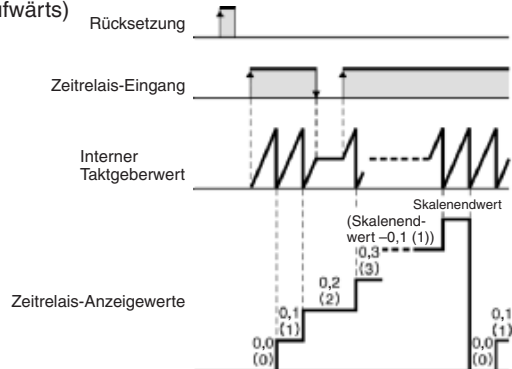 ufwärts)
Rücksetzung
Zeitrelais-Eingang
Interner
Taktgeberwert
Skalenendwert
(Skalenend-
wert –0,1 (1))
0,3
(3)
0,2
(2)
Zeitrelais-Anzeigewerte
0,1
(1)
0,1
(1)
0,0
(0)
0,0
(0)